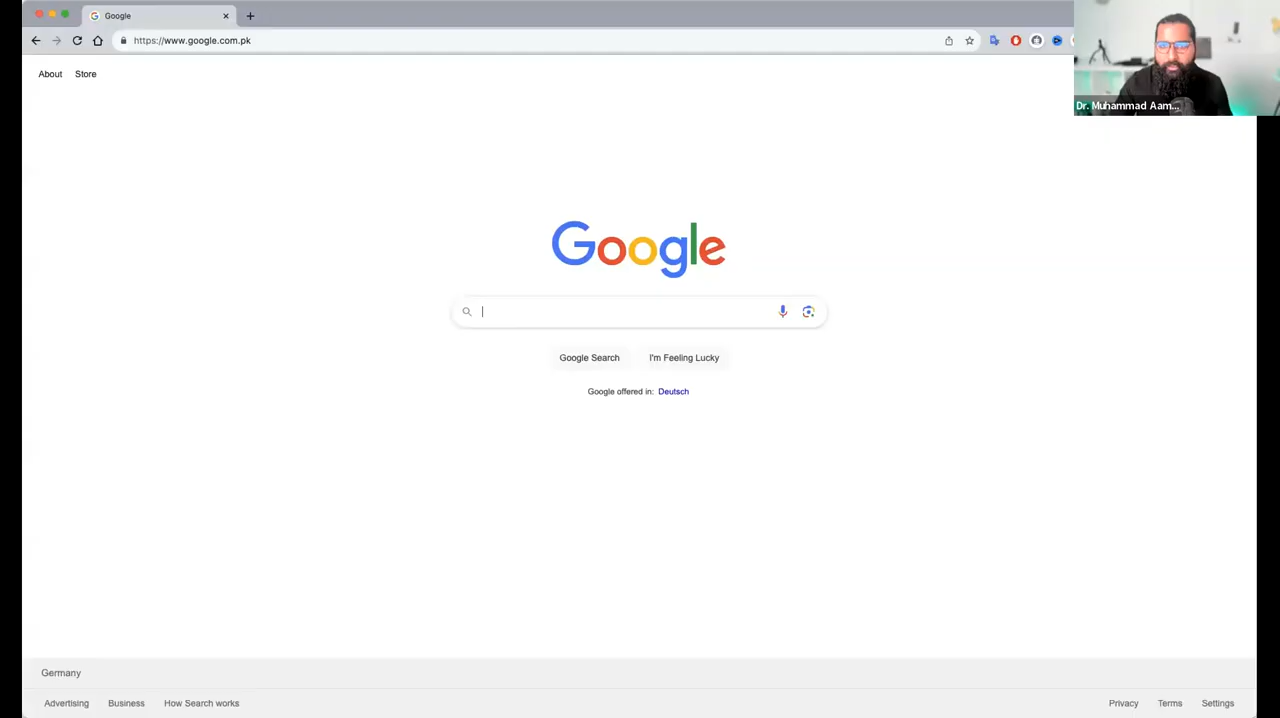 Google
https://www.google.com.pk
About Store
Dr. Muhammad Aam...
Google
Google Search I'm Feeling Lucky
Google offered in: Deutsch
Germany
Advertising Business How Search works Privacy Terms Settings